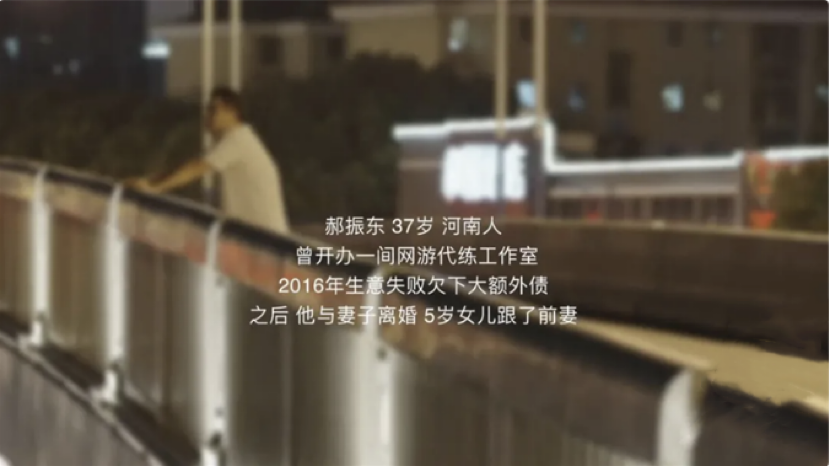 郝振东 37岁 河南人
曾开办一间网游代练工作室
2016年生意失败欠下大额外债
之后 他与妻子离婚 5岁女儿跟了前妻